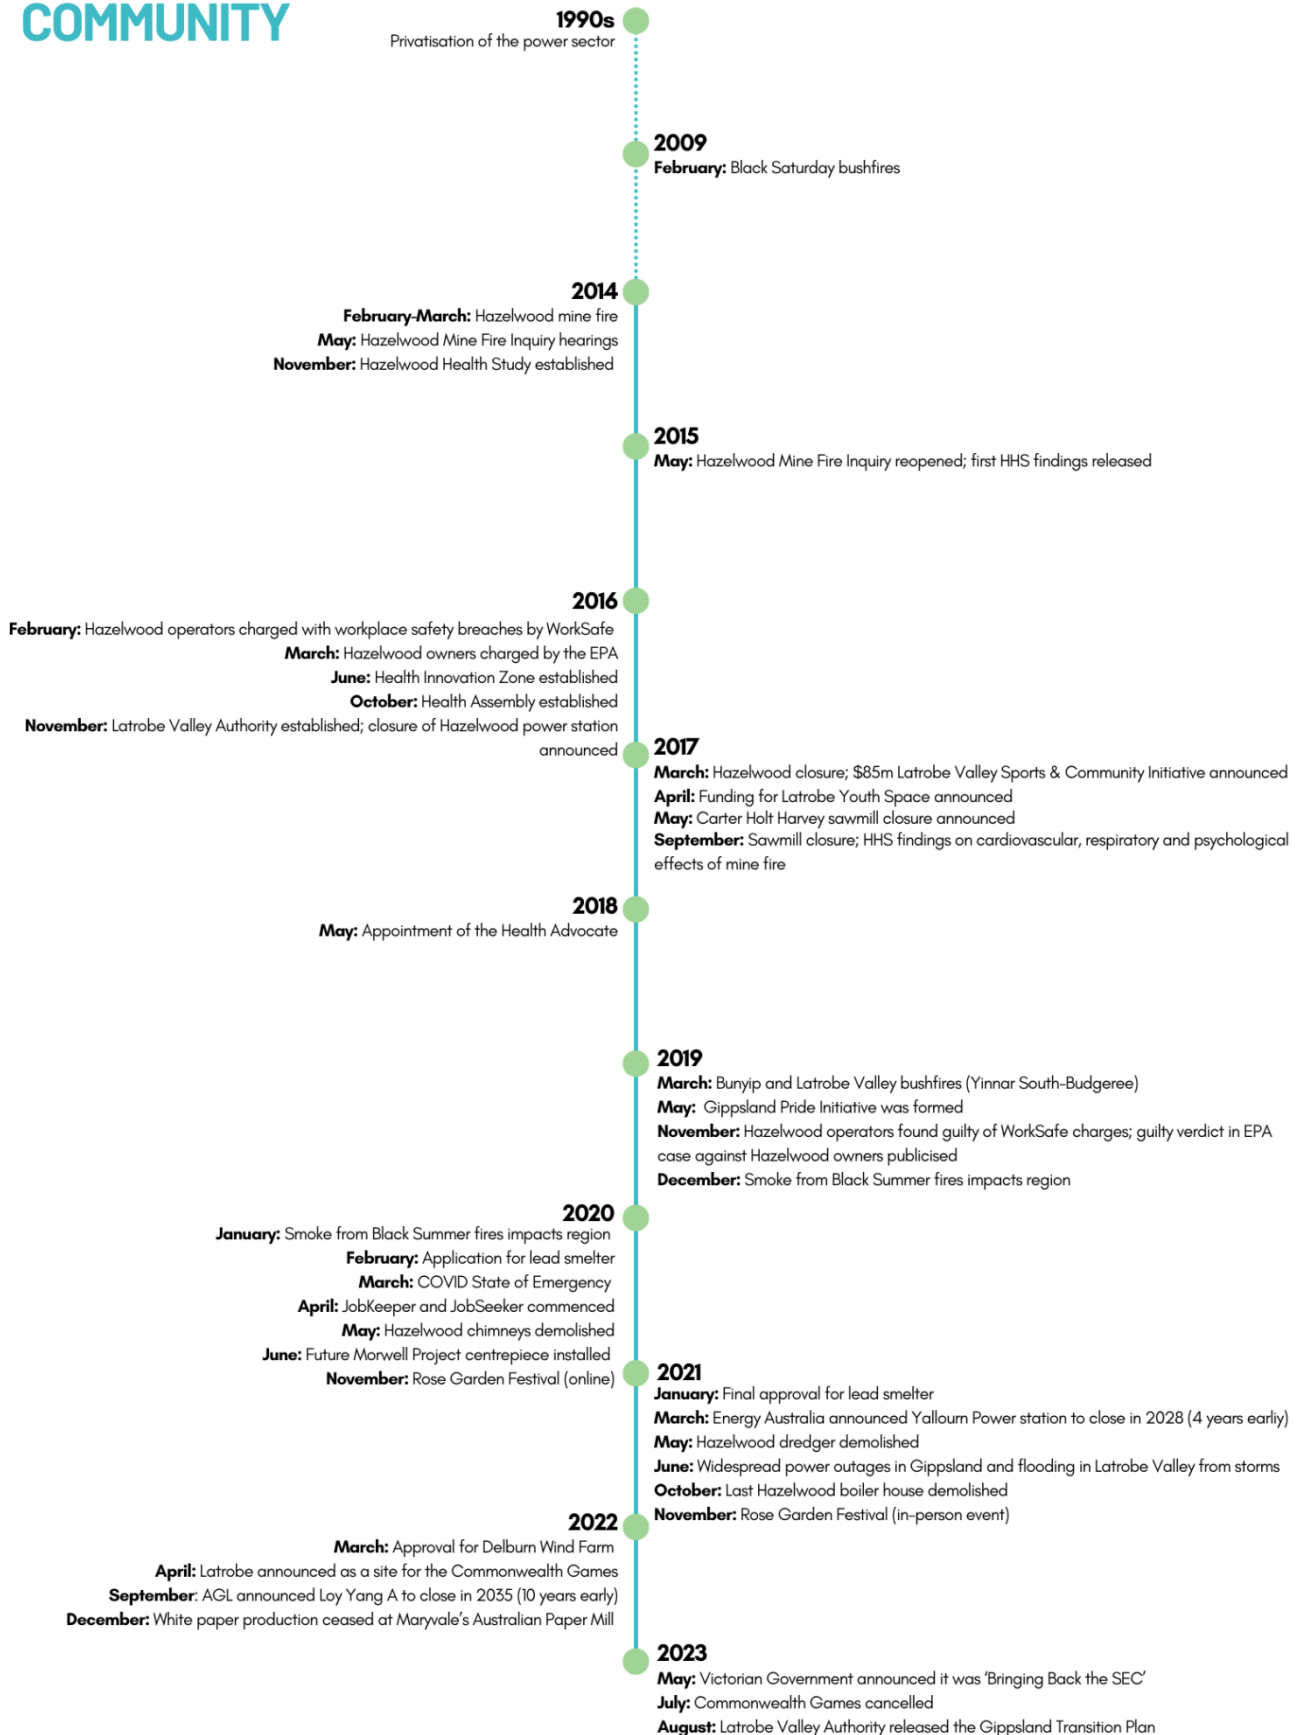 COMMUNITY
1990s
Privatisation of the power sector
2009
February: Black Saturday bushfires
2014
February-March: Hazelwood mine fire
May: Hazelwood Mine Fire Inquiry hearings
November: Hazelwood Health Study established
2015
May: Hazelwood Mine Fire Inquiry reopened; first HHS findings released
2016
February: Hazelwood operators charged with workplace safety breaches by WorkSafe
March: Hazelwood owners charged by the EPA
June: Health Innovation Zone established
October: Health Assembly established
November: Latrobe Valley Authority established; closure of Hazelwood power station
announced
2017
March: Hazelwood closure; $85m Latrobe Valley Sports & Community Initiative announced
April: Funding for Latrobe Youth Space announced
May: Carter Holt Harvey sawmill closure announced
September: Sawmill closure; HHS findings on cardiovascular, respiratory and psychological
effects of mine fire
2018
May: Appointment of the Health Advocate
2019
March: Bunyip and Latrobe Valley bushfires (Yinnar South-Budgeree)
May: Gippsland Pride Initiative was formed
November: Hazelwood operators found guilty of WorkSafe charges; guilty verdict in EPA
case against Hazelwood owners publicised
December: Smoke from Black Summer fires impacts region
2020
January: Smoke from Black Summer fires impacts region
February: Application for lead smelter
March: COVID State of Emergency
April: JobKeeper and JobSeeker commenced
May: Hazelwood chimneys demolished
June: Future Morwell Project centrepiece installed
November: Rose Garden Festival (online)
2021
January: Final approval for lead smelter
March: Energy Australia announced Yallourn Power station to close in 2028 (4 years earliy)
May: Hazelwood dredger demolished
June: Widespread power outages in Gippsland and flooding in Latrobe Valley from storms
October: Last Hazelwood boiler house demolished
November: Rose Garden Festival (in-person event)
2022
March: Approval for Delburn Wind Farm
April: Latrobe announced as a site for the Commonwealth Games
September: AGL announced Loy Yang A to close in 2035 (10 years early)
December: White paper production ceased at Maryvale's Australian Paper Mill
2023
May: Victorian Government announced it was 'Bringing Back the SEC'
July: Commonwealth Games cancelled
August: Latrobe Valley Authority released the Gippsland Transition Plan